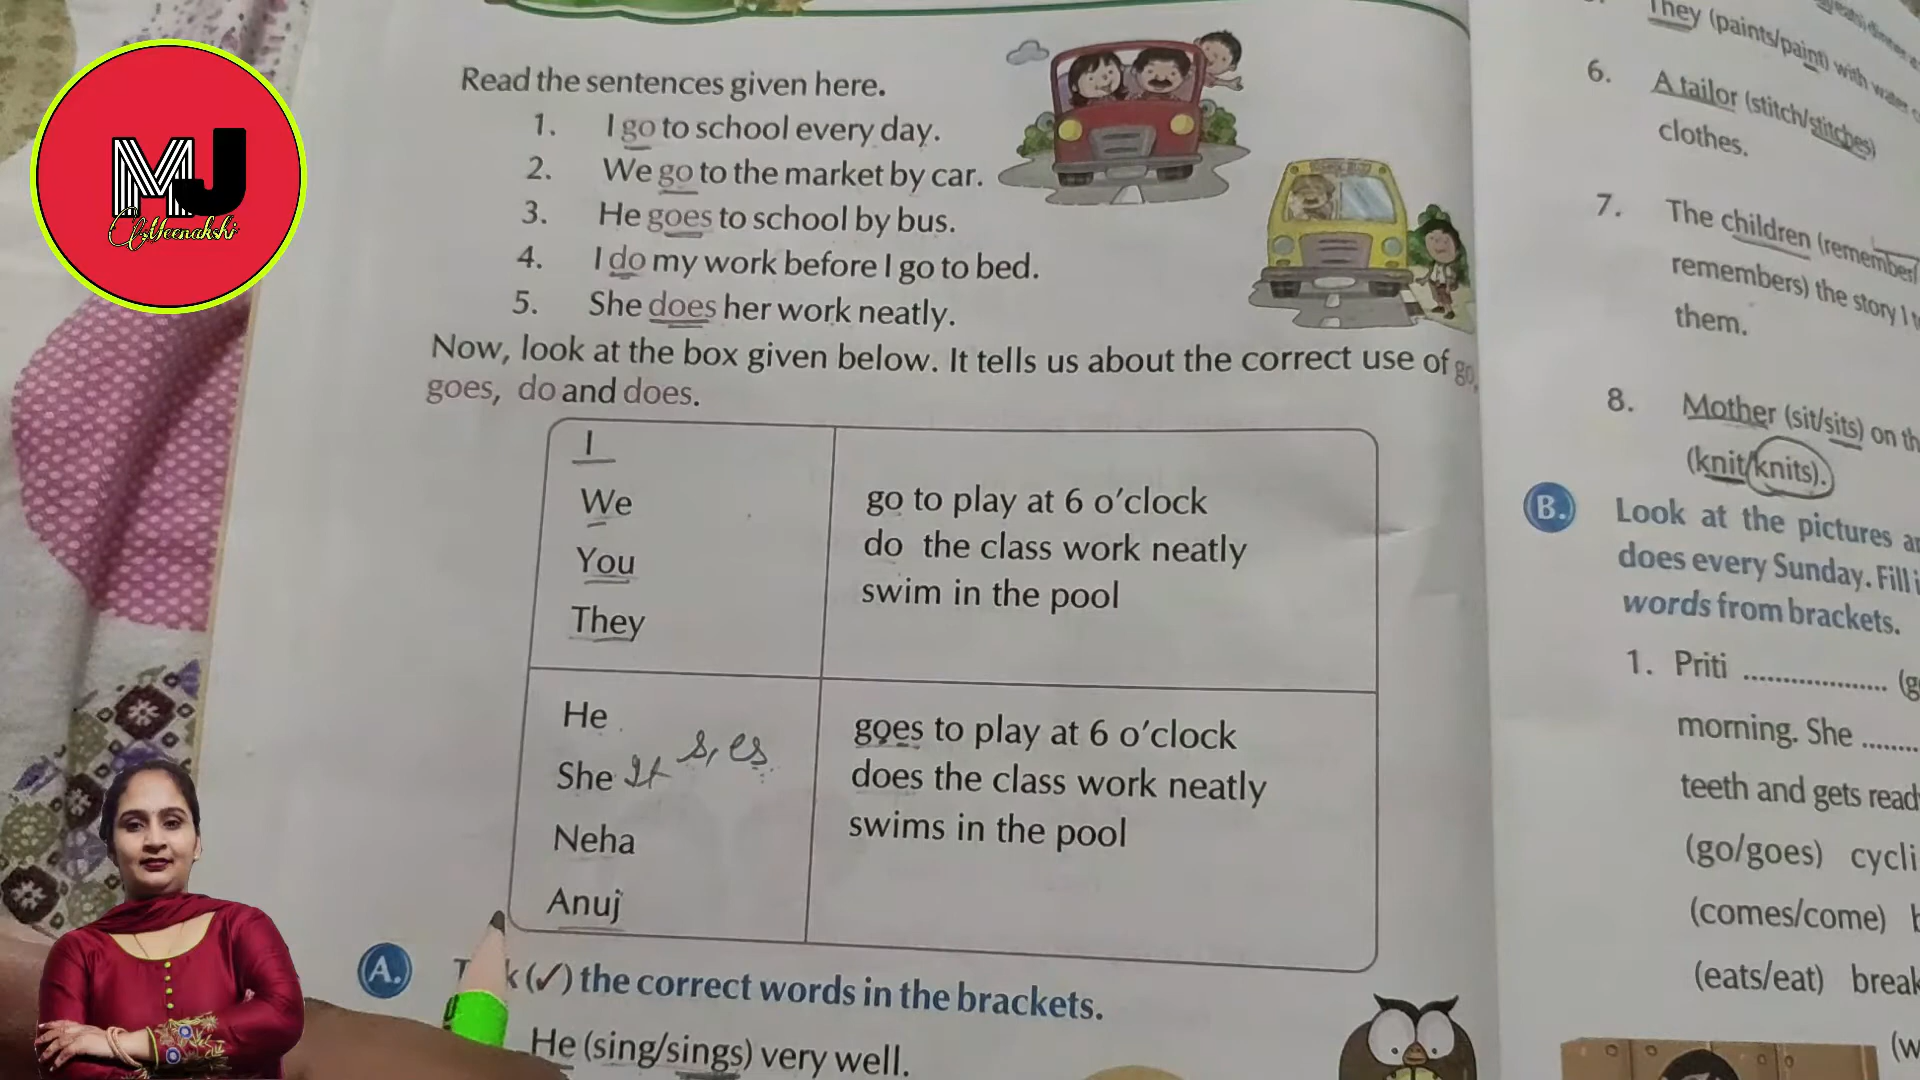 MJ
Meenakshi
Read the sentences given here.
1. I go to school every day.
2. We go to the market by car.
3. He goes to school by bus.
4. I do my work before I go to bed.
5. She does her work neatly.
Now, look at the box given below. It tells us about the correct use of go,
goes, do and does.
I
We
You
They
go to play at 6 o'clock
do the class work neatly
swim in the pool
He
She It s, es
Neha
Anuj
goes to play at 6 o'clock
does the class work neatly
swims in the pool
A. (✓) the correct words in the brackets.
He (sing/sings) very well.
They (paints/paint) with water
6. A tailor (stitch/stitches)
clothes.
7. The children (remember/
remembers) the story I
them.
8. Mother (sit/sits) on
(knit/knits).
B. Look at the pictures
does every Sunday. Fill
words from brackets.
1. Priti ..................
morning. She ........
teeth and gets
(go/goes)
(comes/come)
(eats/eat)